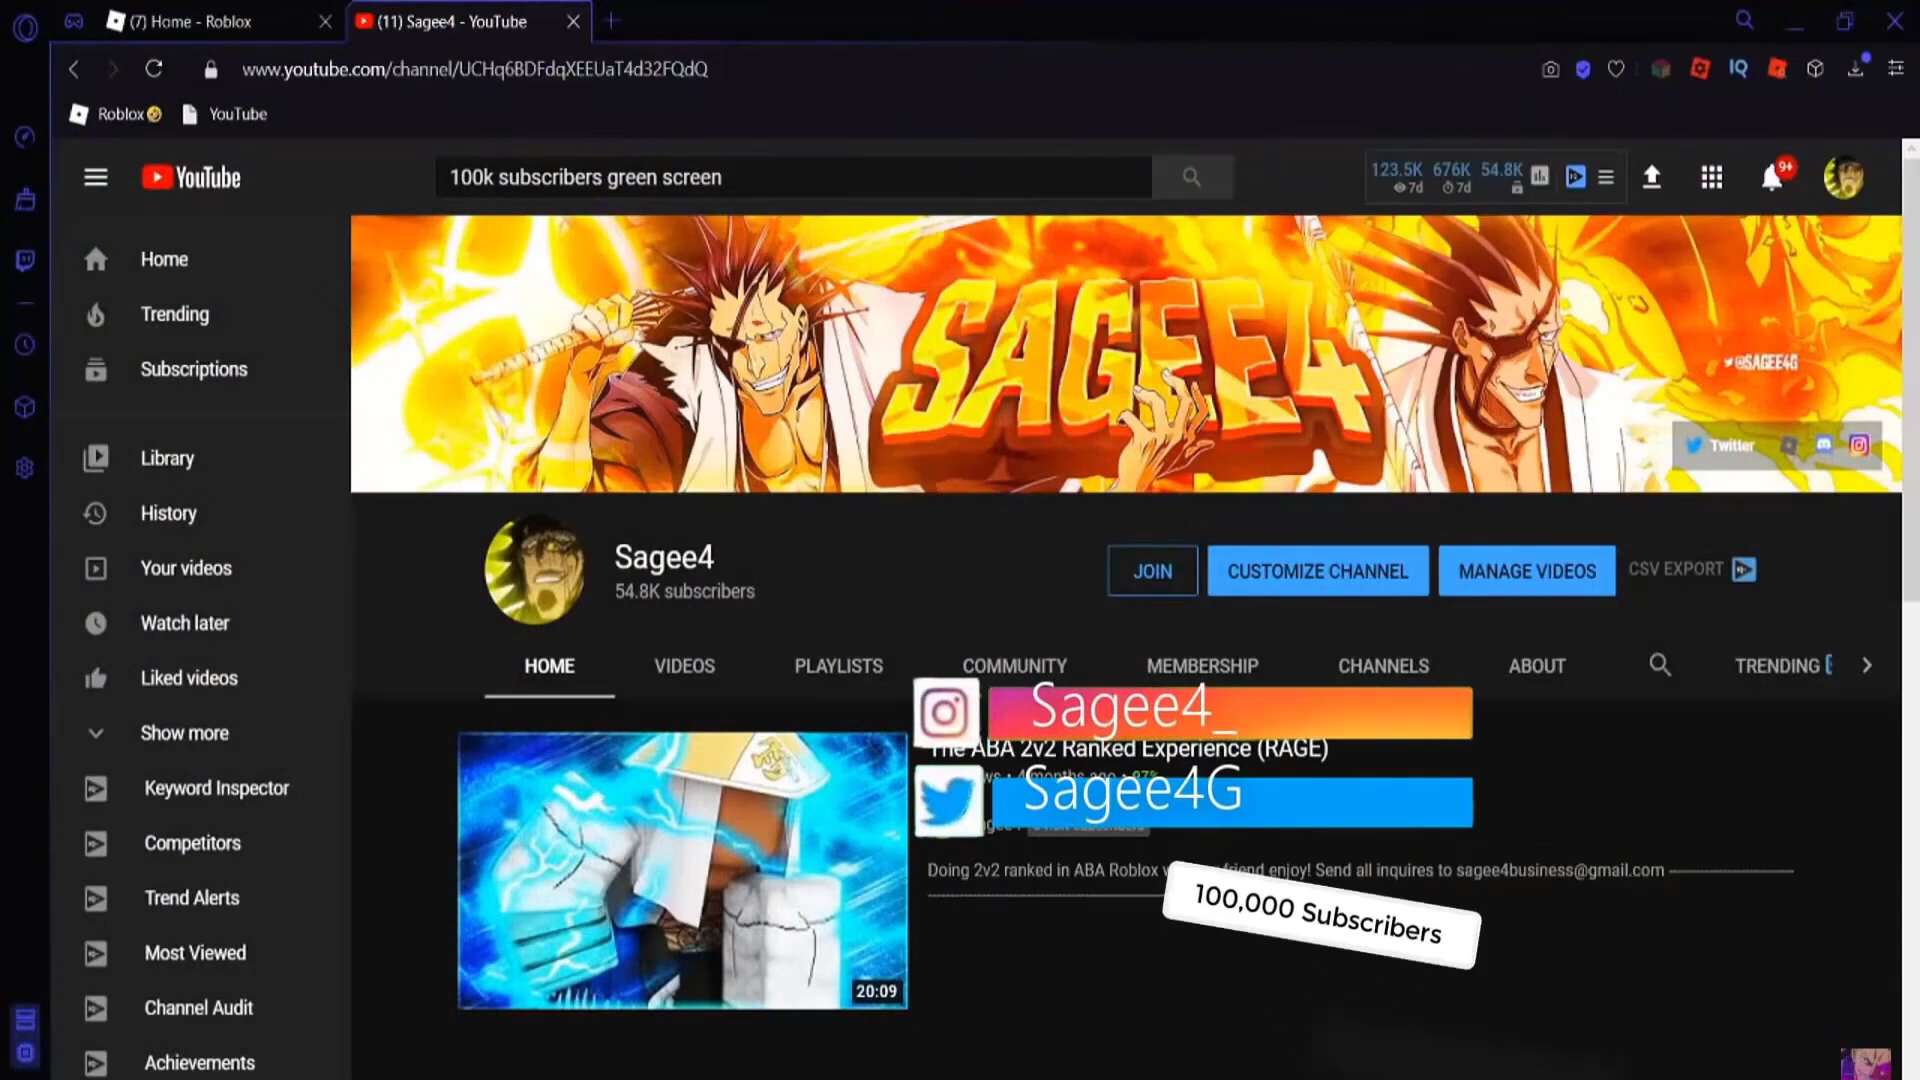 (7) Home - Roblox
(11) Sagee4 - YouTube
www.youtube.com/channel/UCHq6BDFdqXEEUaT4d32FQdQ
IQ
Roblox🤣
YouTube
YouTube
100k subscribers green screen
123.5K 676K 54.8K
7d 7d
9+
Home
Trending
Subscriptions
Library
History
Your videos
Watch later
Liked videos
Show more
Keyword Inspector
Competitors
Trend Alerts
Most Viewed
Channel Audit
Achievements
SAGEE4
@SAGEE4G
Twitter
Sagee4
54.8K subscribers
JOIN
CUSTOMIZE CHANNEL
MANAGE VIDEOS
CSV EXPORT
HOME
VIDEOS
PLAYLISTS
COMMUNITY
MEMBERSHIP
CHANNELS
ABOUT
TRENDING
Sagee4_
The ABA 2v2 Ranked Experience (RAGE)
4 months ago • 97%
Sagee4G
Doing 2v2 ranked in ABA Roblox friend enjoy! Send all inquires to sagee4business@gmail.com
100,000 Subscribers
20:09